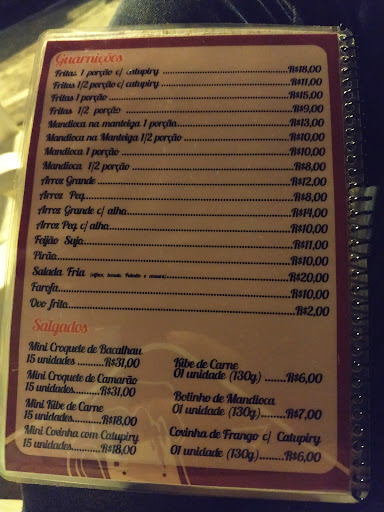 Guarnições
Fritas 1 porção c/ Catupiry R$18,00
Fritas 1/2 porção c/ catupiry R$11,00
Fritas 1 porção R$15,00
Fritas 1/2 porção R$9,00
Mandioca na manteiga 1 porção R$13,00
Mandioca na Manteiga 1/2 porção R$10,00
Mandioca 1 porção R$10,00
Mandioca 1/2 porção R$8,00
Arroz Grande R$12,00
Arroz Peq. R$8,00
Arroz Grande c/ alho R$14,00
Arroz Peq. c/ alho R$10,00
Feijão Sujo R$11,00
Pirão R$10,00
Salada Fria R$20,00
Farofa R$10,00
Ovo frito R$2,00
Salgados
Mini Croquete de Bacalhau
15 unidades R$31,00
Mini Croquete de Camarão
15 unidades R$31,00
Mini Kibe de Carne
15 unidades R$18,00
Mini Coxinha com Catupiry
15 unidades R$18,00
Kibe de Carne
01 unidade (130g) R$6,00
Bolinho de Mandioca
01 unidade (130g) R$7,00
Coxinha de Frango c/ Catupiry
01 unidade (130g) R$6,00